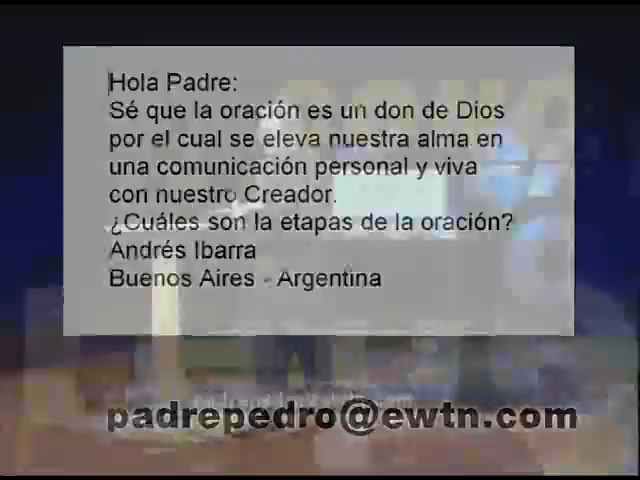 Hola Padre:
Sé que la oración es un don de Dios
por el cual se eleva nuestra alma en
una comunicación personal y viva
con nuestro Creador.
¿Cuáles son la etapas de la oración?
Andrés Ibarra
Buenos Aires - Argentina
padrepedro@ewtn.com